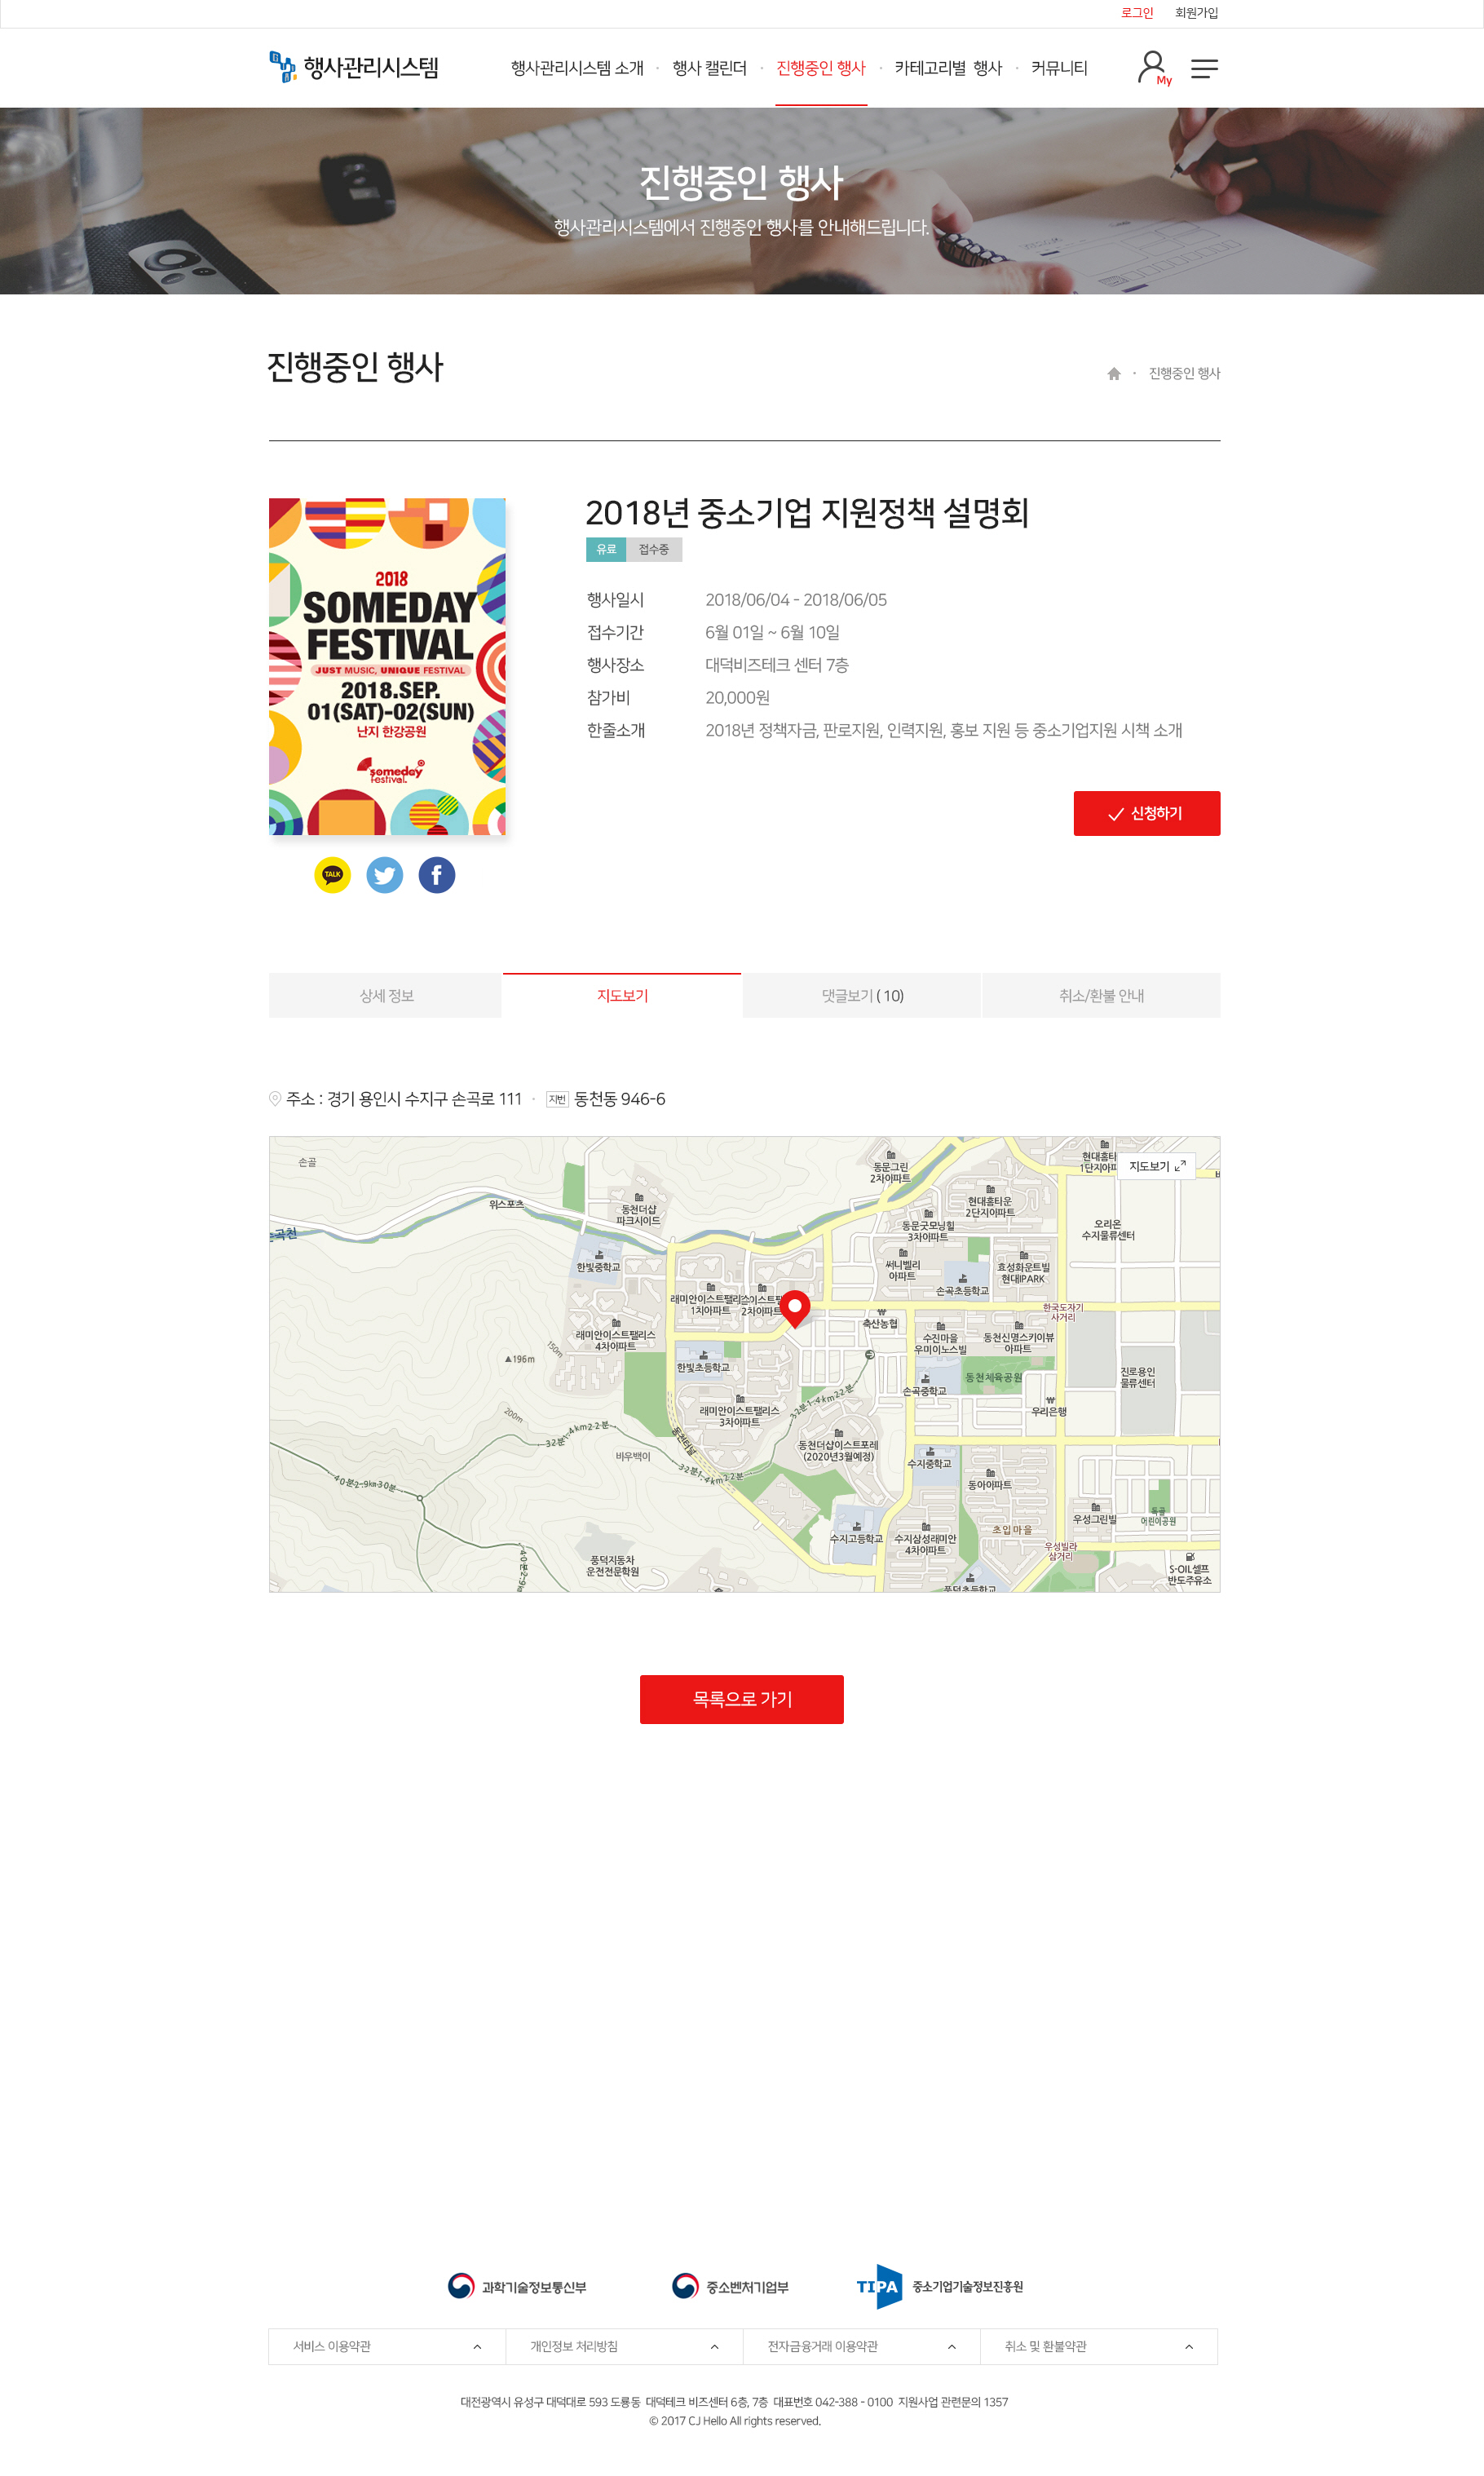 로그인 회원가입
행사관리시스템 행사관리시스템 소개 · 행사 캘린더 · 진행중인 행사 · 카테고리별 행사 · 커뮤니티 My
진행중인 행사
행사관리시스템에서 진행중인 행사를 안내해드립니다.
진행중인 행사
· 진행중인 행사
2018
SOMEDAY
FESTIVAL
JUST MUSIC, UNIQUE FESTIVAL
2018.SEP.
01(SAT)-02(SUN)
난지 한강공원
someday
festival.
TALK
2018년 중소기업 지원정책 설명회
유료 접수중
행사일시 2018/06/04 - 2018/06/05
접수기간 6월 01일 ~ 6월 10일
행사장소 대덕비즈테크 센터 7층
참가비 20,000원
한줄소개 2018년 정책자금, 판로지원, 인력지원, 홍보 지원 등 중소기업지원 시책 소개
신청하기
상세 정보 지도보기 댓글보기 ( 10) 취소/환불 안내
주소 : 경기 용인시 수지구 손곡로 111 · 지번 동천동 946-6
지도보기
손골
위스포츠
동천더샵
파크사이드
동문그린
2차아파트
현대홈타운
2단지아파트
동문굿모닝힐
3차아파트
오리온
수지물류센터
한빛중학교
써니벨리
아파트
효성화운트빌
현대IPARK
손곡초등학교
래미안이스트팰리스
1차아파트
2차아파트
축산농협
한국도자기
사거리
래미안이스트팰리스
4차아파트
수진마을
우미이노스빌
동천신명스카이뷰
아파트
▲196m
150m
한빛초등학교
동천체육공원
진로용인
물류센터
손곡중학교
래미안이스트팰리스
3차아파트
우리은행
200m
32분1.4km22분
동천터널
바우백이
동천더샵이스트포레
(2020년3월예정)
수지중학교
동아아파트
32분1.4km22분
40분2.9km30분
수지고등학교
수지삼성래미안
4차아파트
초입마을
우성그린빌
어린이공원
우성빌라
삼거리
풍덕지동차
운전전문학원
S-OIL셀프
반도주유소
풍덕초등학교
목록으로 가기
과학기술정보통신부 중소벤처기업부 TIPA 중소기업기술정보진흥원
서비스 이용약관 개인정보 처리방침 전자금융거래 이용약관 취소 및 환불약관
대전광역시 유성구 대덕대로 593 도룡동 대덕테크 비즈센터 6층, 7층 대표번호 042-388 - 0100 지원사업 관련문의 1357
© 2017 CJ Hello All rights reserved.